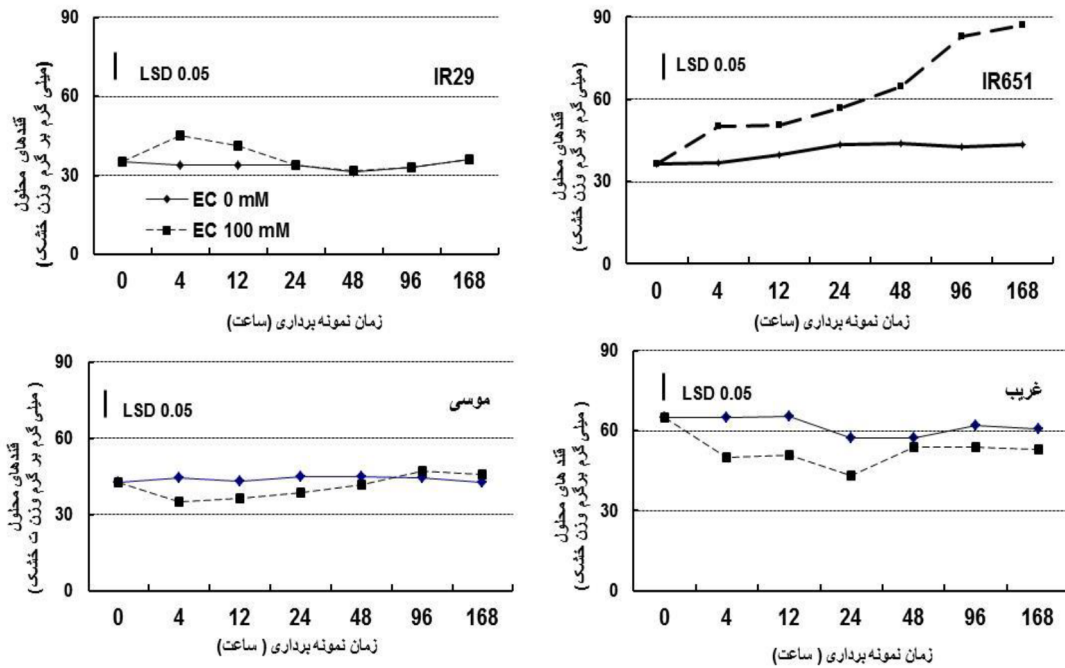 قندهای محلول
(میلی گرم بر گرم وزن خشک)
90
60
30
0
LSD 0.05
IR29
EC 0 mM
EC 100 mM
0 4 12 24 48 96 168
زمان نمونه برداری (ساعت)
قندهای محلول
(میلی گرم بر گرم وزن خشک)
90
60
30
0
LSD 0.05
IR651
0 4 12 24 48 96 168
زمان نمونه برداری (ساعت)
قندهای محلول
(میلی گرم بر گرم وزن ت خشک)
90
60
30
0
LSD 0.05
موسی
0 4 12 24 48 96 168
زمان نمونه برداری ( ساعت)
قند های محلول
( میلی گرم برگرم وزن خشک)
90
60
30
0
LSD 0.05
غریب
0 4 12 24 48 96 168
زمان نمونه برداری ( ساعت)